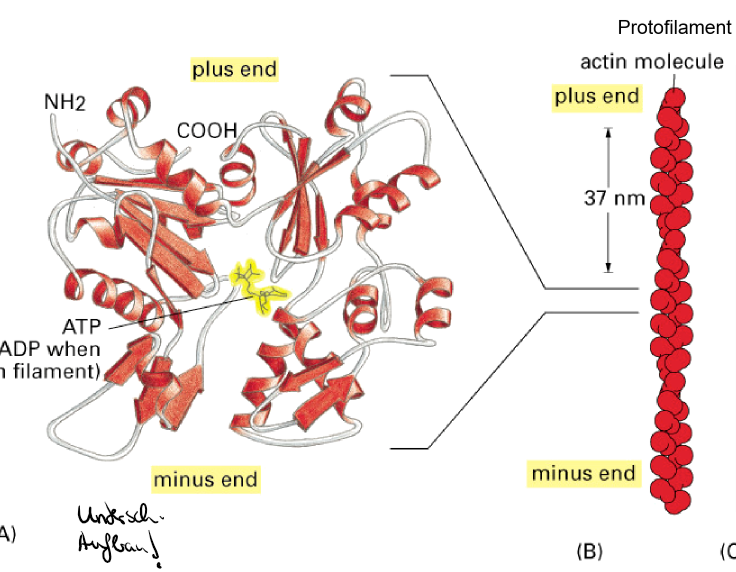 Protofilament
actin molecule
plus end
plus end
NH2
COOH
37 nm
ATP
ADP when
n filament)
minus end
minus end
Untersch.
Aufbau!
A)
(B)
(C